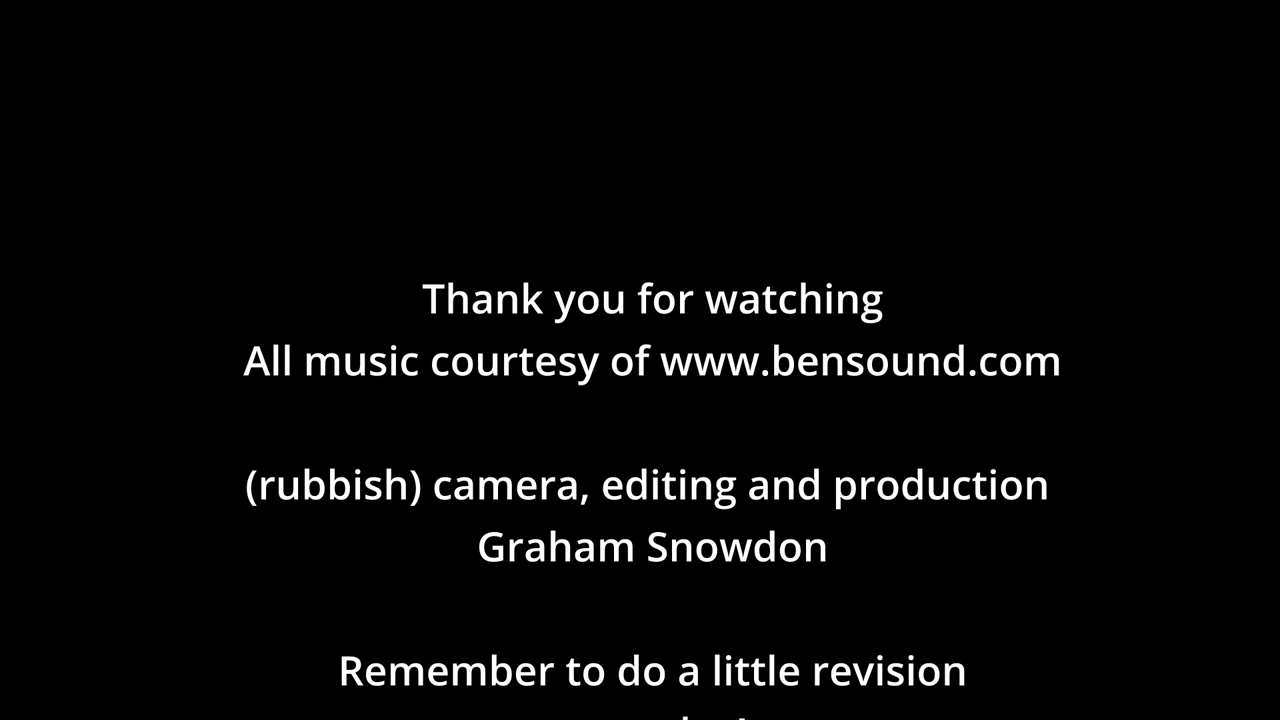 Thank you for watching
All music courtesy of www.bensound.com
(rubbish) camera, editing and production
Graham Snowdon
Remember to do a little revision